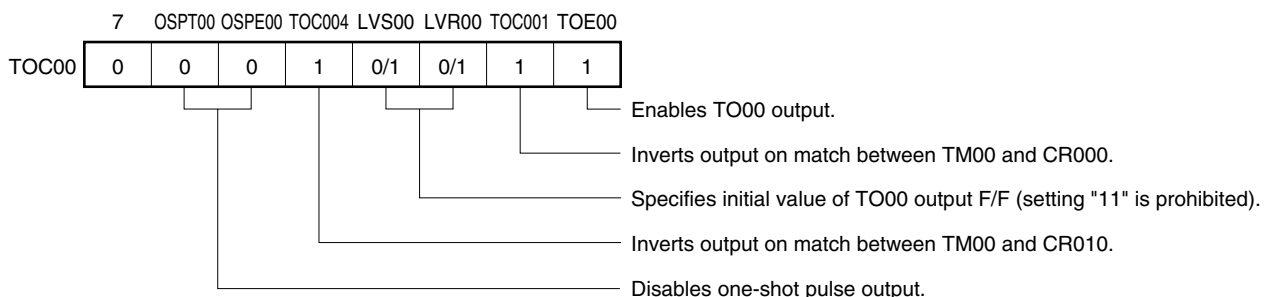 7 OSPT00 OSPE00 TOC004 LVS00 LVR00 TOC001 TOE00
TOC00 0 0 0 1 0/1 0/1 1 1
Enables TO00 output.
Inverts output on match between TM00 and CR000.
Specifies initial value of TO00 output F/F (setting "11" is prohibited).
Inverts output on match between TM00 and CR010.
Disables one-shot pulse output.